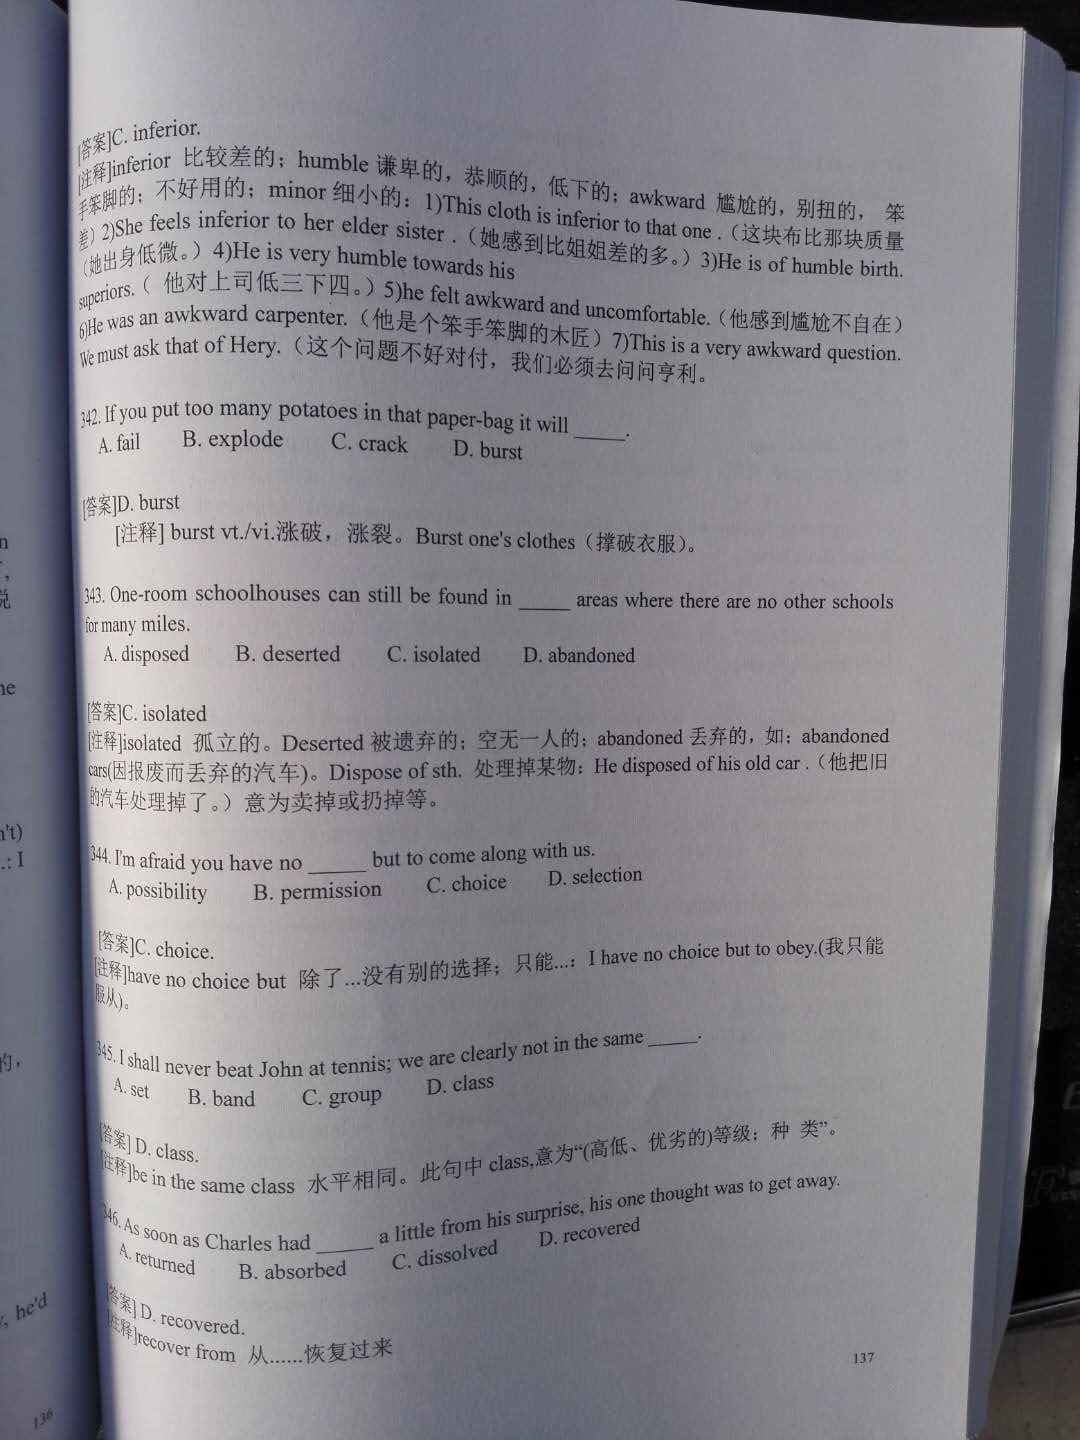 [答案]C. inferior.
[注释]inferior 比较差的；humble 谦卑的，恭顺的，低下的；awkward 尴尬的，别扭的， 笨
手笨脚的；不好用的；minor 细小的：1)This cloth is inferior to that one .（这块布比那块质量
差）2)She feels inferior to her elder sister .（她感到比姐姐差的多。）3)He is of humble birth.
（她出身低微。）4)He is very humble towards his
superiors.（ 他对上司低三下四。）5)he felt awkward and uncomfortable.（他感到尴尬不自在）
6)He was an awkward carpenter.（他是个笨手笨脚的木匠）7)This is a very awkward question.
We must ask that of Hery.（这个问题不好对付，我们必须去问问亨利。
342. If you put too many potatoes in that paper-bag it will _____.
A. fail B. explode C. crack D. burst
[答案]D. burst
[注释] burst vt./vi.涨破，涨裂。Burst one's clothes（撑破衣服）。
343. One-room schoolhouses can still be found in _____ areas where there are no other schools
for many miles.
A. disposed B. deserted C. isolated D. abandoned
[答案]C. isolated
[注释]isolated 孤立的。Deserted 被遗弃的；空无一人的；abandoned 丢弃的，如；abandoned
cars(因报废而丢弃的汽车)。Dispose of sth. 处理掉某物：He disposed of his old car .（他把旧
的汽车处理掉了。）意为卖掉或扔掉等。
344. I'm afraid you have no _____ but to come along with us.
A. possibility B. permission C. choice D. selection
[答案]C. choice.
[注释]have no choice but 除了...没有别的选择；只能...：I have no choice but to obey.(我只能
服从)。
345. I shall never beat John at tennis; we are clearly not in the same _____.
A. set B. band C. group D. class
[答案] D. class.
[注释]be in the same class 水平相同。此句中 class,意为“(高低、优劣的)等级；种 类”。
346. As soon as Charles had _____ a little from his surprise, his one thought was to get away.
A. returned B. absorbed C. dissolved D. recovered
[答案] D. recovered.
[注释]recover from 从......恢复过来
137
he'd
136